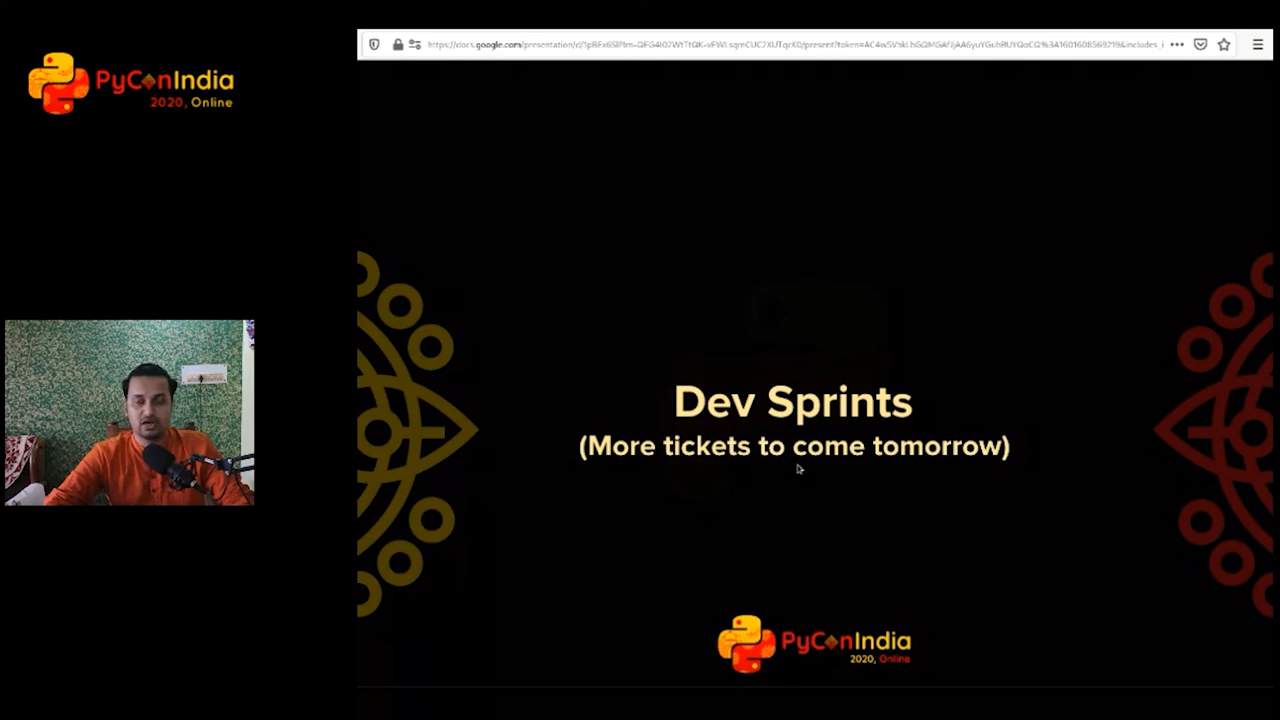 PyConIndia
2020, Online
Dev Sprints
(More tickets to come tomorrow)
PyConIndia
2020, Online